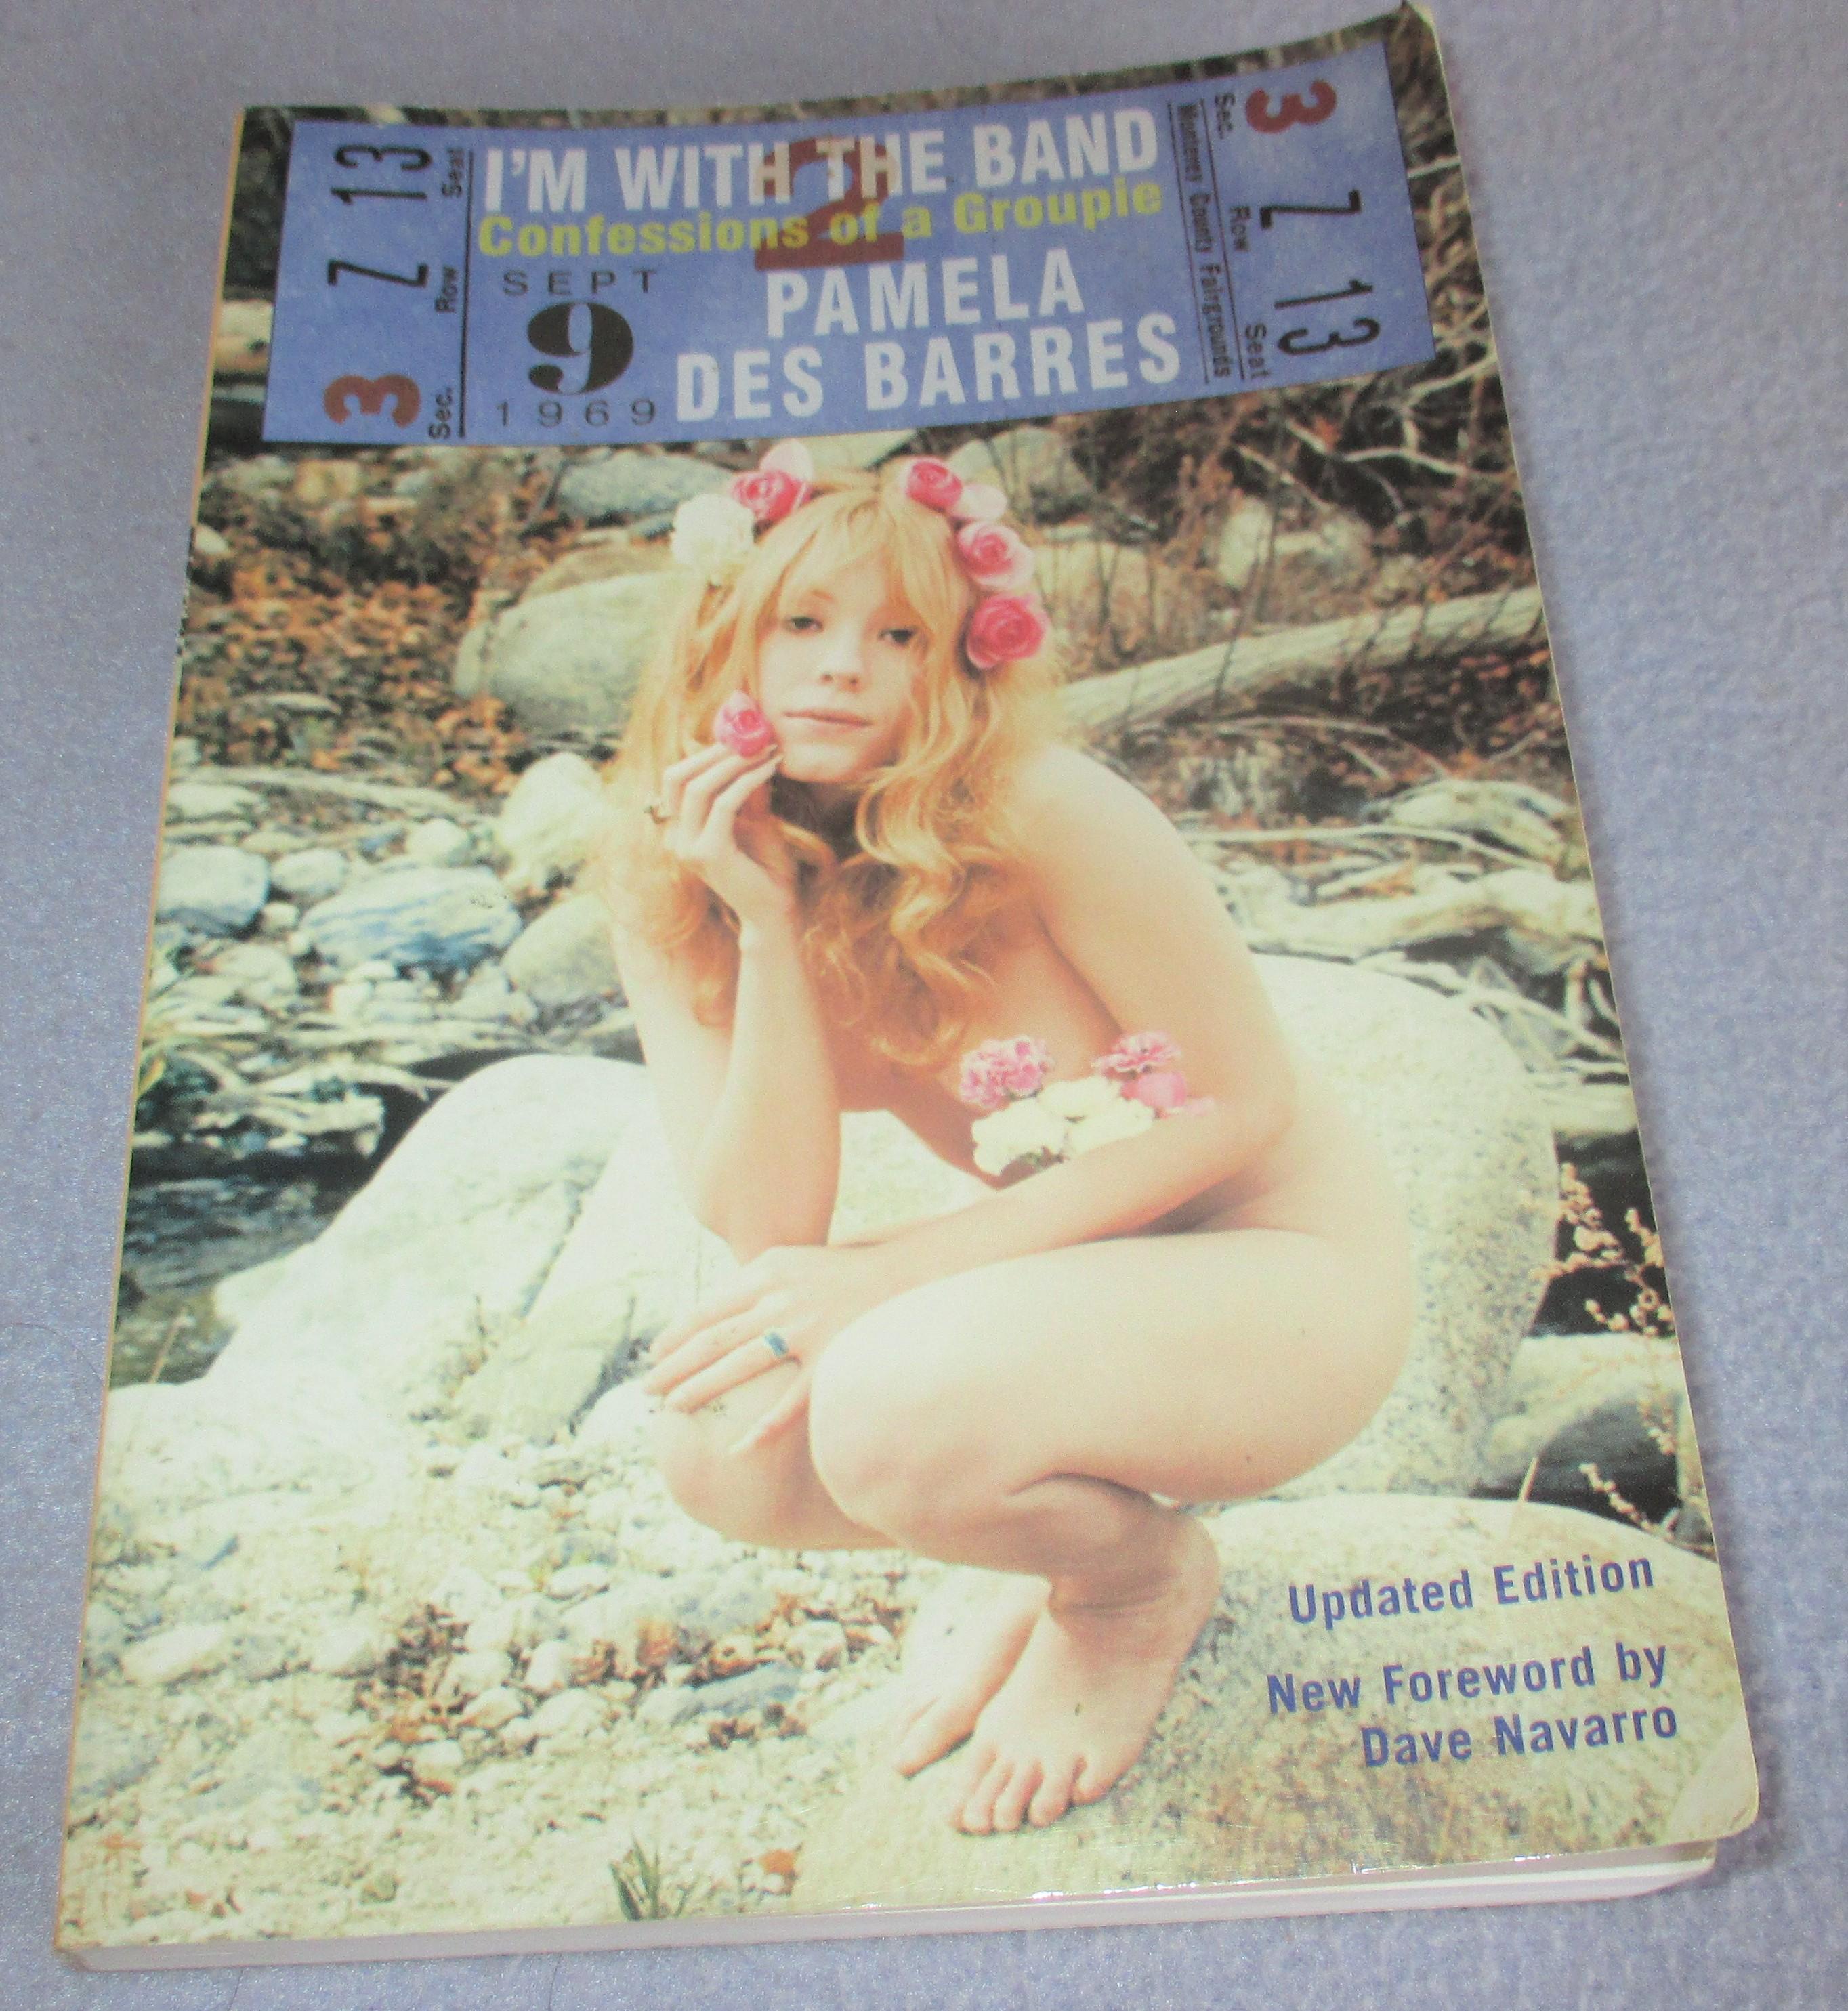 3 Z 13
Sec. Row Seat
I'M WITH THE BAND
2
Confessions of a Groupie
SEPT
9
1969
PAMELA
DES BARRES
Monterey County Fairgrounds
Sec. Row Seat
3 Z 13
Updated Edition
New Foreword by
Dave Navarro